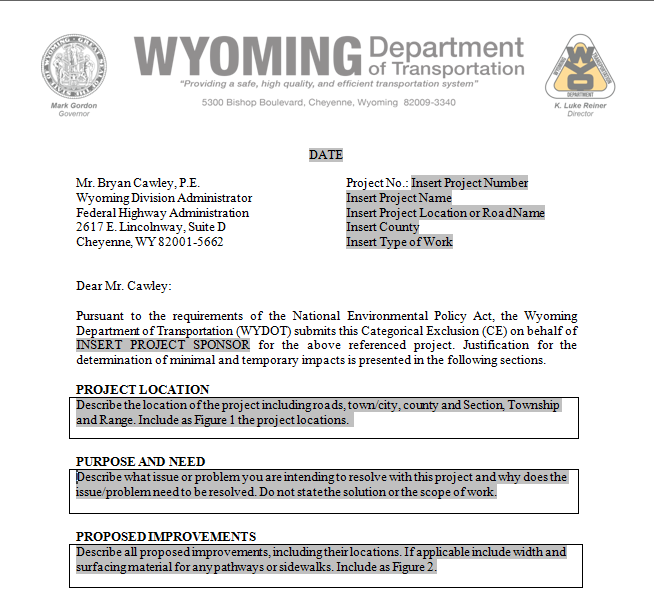 WYOMING Department
of Transportation
"Providing a safe, high quality, and efficient transportation system"
5300 Bishop Boulevard, Cheyenne, Wyoming 82009-3340
Mark Gordon
Governor
WYO
DEPARTMENT
K. Luke Reiner
Director
DATE
Mr. Bryan Cawley, P.E.
Wyoming Division Administrator
Federal Highway Administration
2617 E. Lincolnway, Suite D
Cheyenne, WY 82001-5662
Project No.: Insert Project Number
Insert Project Name
Insert Project Location or Road Name
Insert County
Insert Type of Work
Dear Mr. Cawley:
Pursuant to the requirements of the National Environmental Policy Act, the Wyoming
Department of Transportation (WYDOT) submits this Categorical Exclusion (CE) on behalf of
INSERT PROJECT SPONSOR for the above referenced project. Justification for the
determination of minimal and temporary impacts is presented in the following sections.
PROJECT LOCATION
Describe the location of the project including roads, town/city, county and Section, Township
and Range. Include as Figure 1 the project locations.
PURPOSE AND NEED
Describe what issue or problem you are intending to resolve with this project and why does the
issue/problem need to be resolved. Do not state the solution or the scope of work.
PROPOSED IMPROVEMENTS
Describe all proposed improvements, including their locations. If applicable include width and
surfacing material for any pathways or sidewalks. Include as Figure 2.